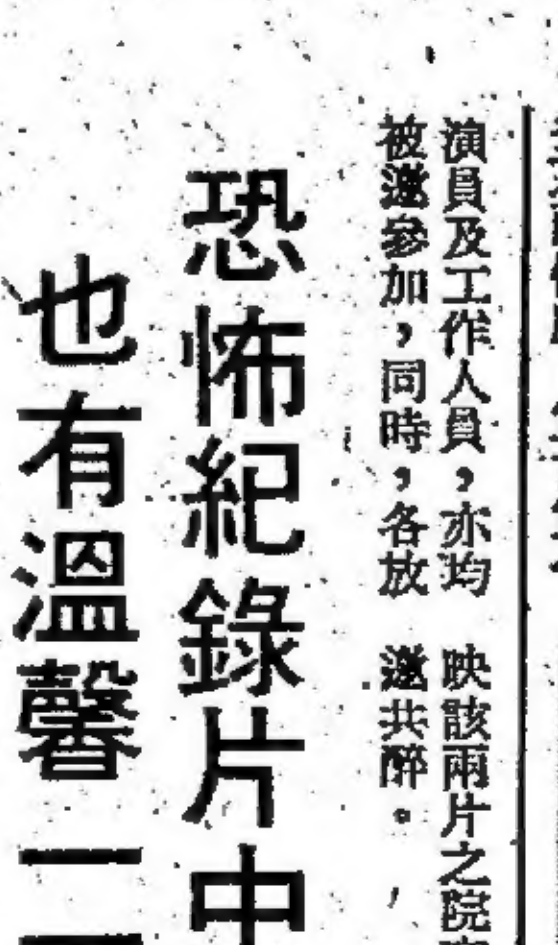 演員及工作人員,亦均
被邀參加,同時,各放
映該兩片之院
邀共醉。
恐怖紀錄片中
也有溫馨